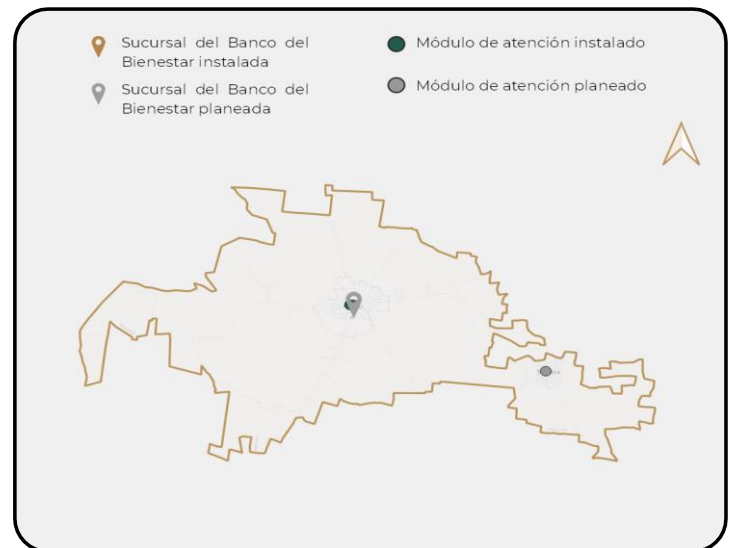 Sucursal del Banco del
Bienestar instalada
Sucursal del Banco del
Bienestar planeada
Módulo de atención instalado
Módulo de atención planeado